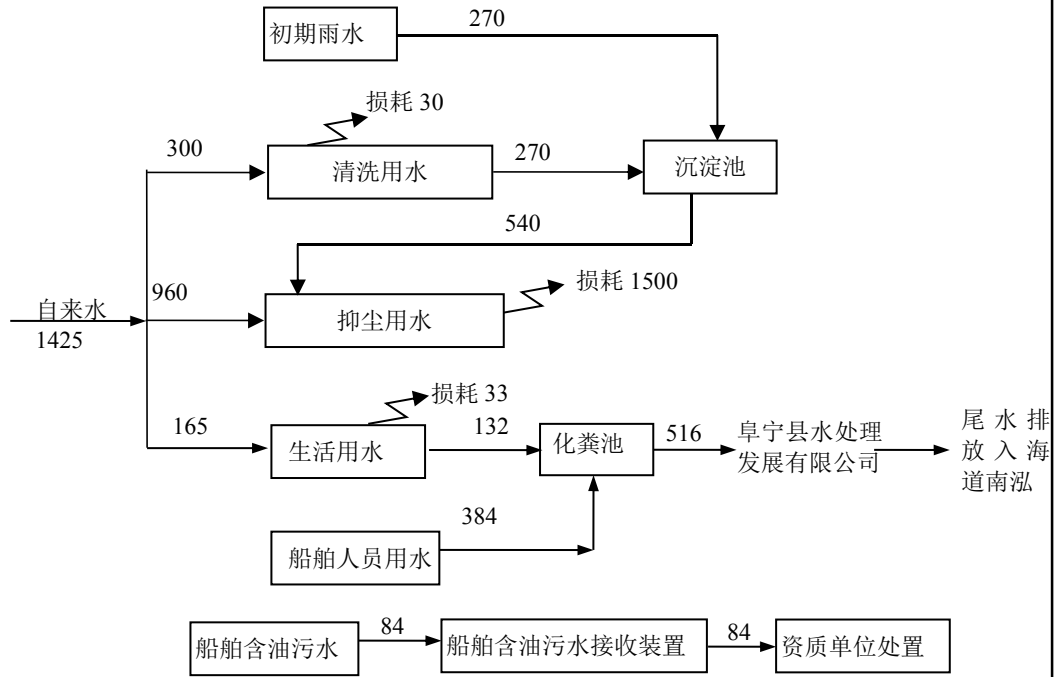 270
初期雨水
损耗 30
300
清洗用水
270
沉淀池
540
960
损耗 1500
自来水
抑尘用水
1425
损耗 33
165
132
生活用水
化粪池
516
阜宁县水处理
发展有限公司
尾水排
放入海
道南泓
384
船舶人员用水
84
84
船舶含油污水
船舶含油污水接收装置
资质单位处置